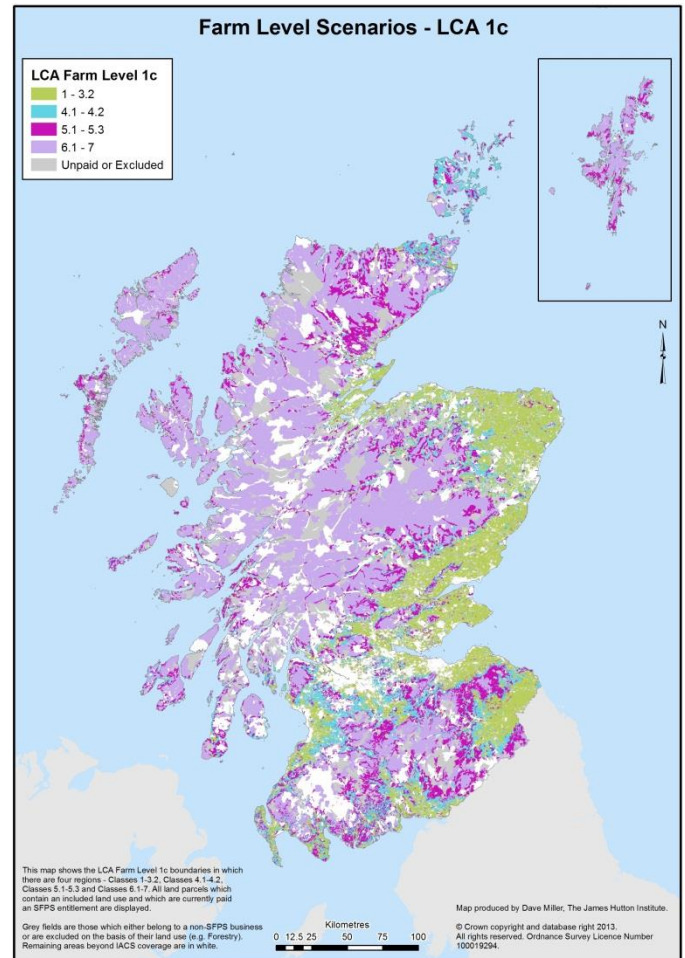 Farm Level Scenarios - LCA 1c
LCA Farm Level 1c
1 - 3.2
4.1 - 4.2
5.1 - 5.3
6.1 - 7
Unpaid or Excluded
N
This map shows the LCA Farm Level 1c boundaries in which
there are four regions - Classes 1-3.2, Classes 4.1-4.2,
Classes 5.1-5.3 and Classes 6.1-7. All land parcels which
contain an included land use and which are currently paid
an SFPS entitlement are displayed.
Grey fields are those which either belong to a non-SFPS business
or are excluded on the basis of their land use (e.g. Forestry).
Remaining areas beyond IACS coverage are in white.
Kilometres
0 12.5 25 50 75 100
Map produced by Dave Miller, The James Hutton Institute.
© Crown copyright and database right 2013.
All rights reserved. Ordnance Survey Licence Number
100019294.